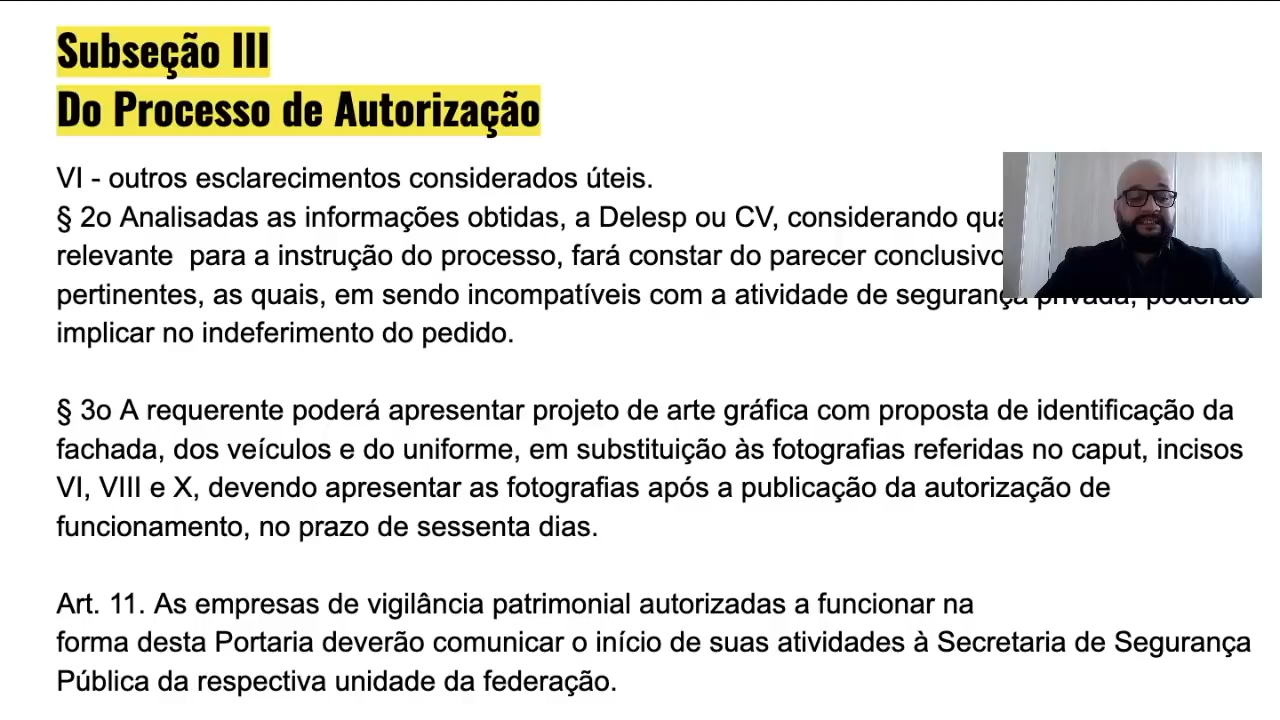 Subseção III
Do Processo de Autorização
VI - outros esclarecimentos considerados úteis.
§ 2o Analisadas as informações obtidas, a Delesp ou CV, considerando
relevante para a instrução do processo, fará constar do parecer conclusivo
pertinentes, as quais, em sendo incompatíveis com a atividade de segurança privada, poderão
implicar no indeferimento do pedido.
§ 3o A requerente poderá apresentar projeto de arte gráfica com proposta de identificação da
fachada, dos veículos e do uniforme, em substituição às fotografias referidas no caput, incisos
VI, VIII e X, devendo apresentar as fotografias após a publicação da autorização de
funcionamento, no prazo de sessenta dias.
Art. 11. As empresas de vigilância patrimonial autorizadas a funcionar na
forma desta Portaria deverão comunicar o início de suas atividades à Secretaria de Segurança
Pública da respectiva unidade da federação.